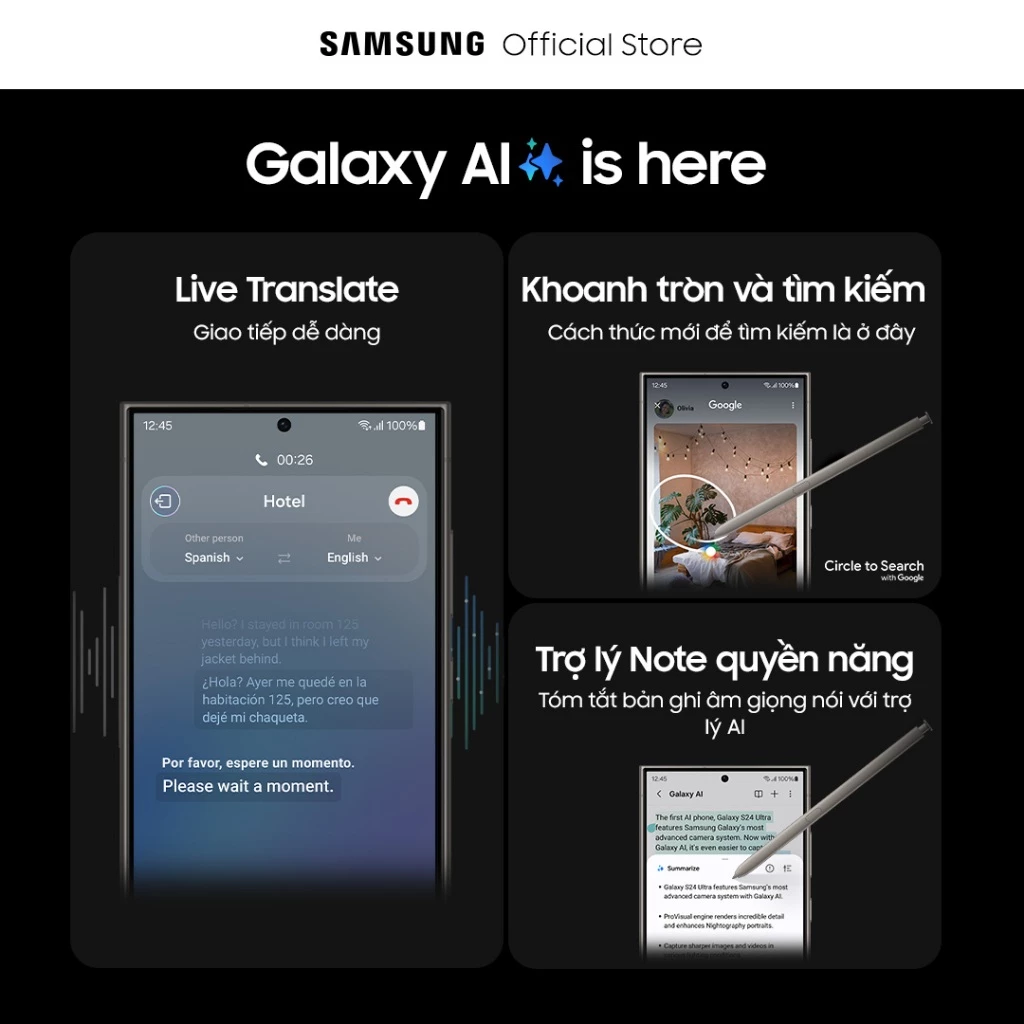 SAMSUNG Official Store
Galaxy AI is here
Live Translate
Giao tiếp dễ dàng
12:45
100%
00:26
Hotel
Other person
Me
Spanish
English
Hello? I stayed in room 125
yesterday, but I think I left my
jacket behind.
¿Hola? Ayer me quedé en la
habitación 125, pero creo que
dejé mi chaqueta.
Por favor, espere un momento.
Please wait a moment.
Khoanh tròn và tìm kiếm
Cách thức mới để tìm kiếm là ở đây
12:45
100%
Olivia
Google
Circle to Search
with Google
Trợ lý Note quyền năng
Tóm tắt bản ghi âm giọng nói với trợ
lý AI
12:45
100%
Galaxy AI
The first AI phone, Galaxy S24 Ultra
features Samsung Galaxy's most
advanced camera system. Now with
Galaxy AI, it's even easier to
Summarize
• Galaxy S24 Ultra features Samsung's most
advanced camera system with Galaxy AI.
• ProVisual engine renders incredible detail
and enhances Nightography portraits.
• Capture sharper images and videos in